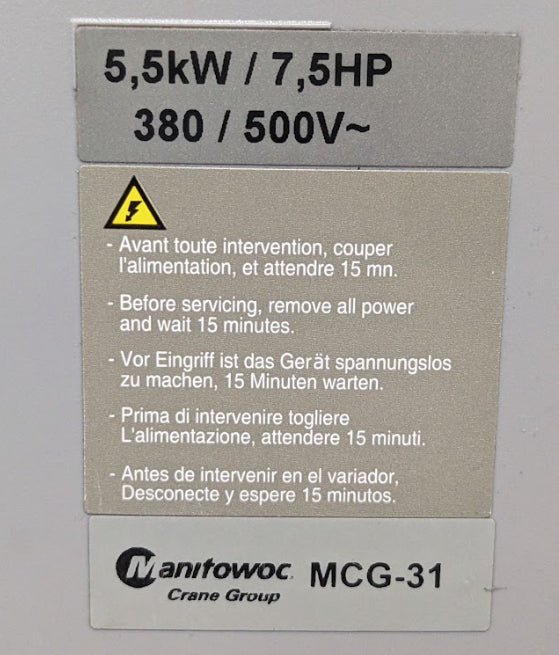 5,5kW / 7,5HP
380 / 500V~
- Avant toute intervention, couper
l'alimentation, et attendre 15 mn.
- Before servicing, remove all power
and wait 15 minutes.
- Vor Eingriff ist das Gerät spannungslos
zu machen, 15 Minuten warten.
- Prima di intervenire togliere
L'alimentazione, attendere 15 minuti.
- Antes de intervenir en el variador,
Desconecte y espere 15 minutos.
Manitowoc MCG-31
Crane Group